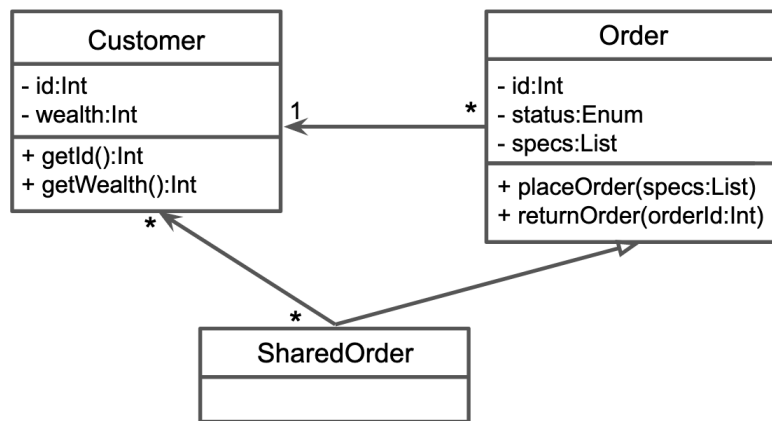 Customer
- id:Int
- wealth:Int
+ getId():Int
+ getWealth():Int
Order
- id:Int
- status:Enum
- specs:List
+ placeOrder(specs:List)
+ returnOrder(orderId:Int)
1
*
*
*
SharedOrder